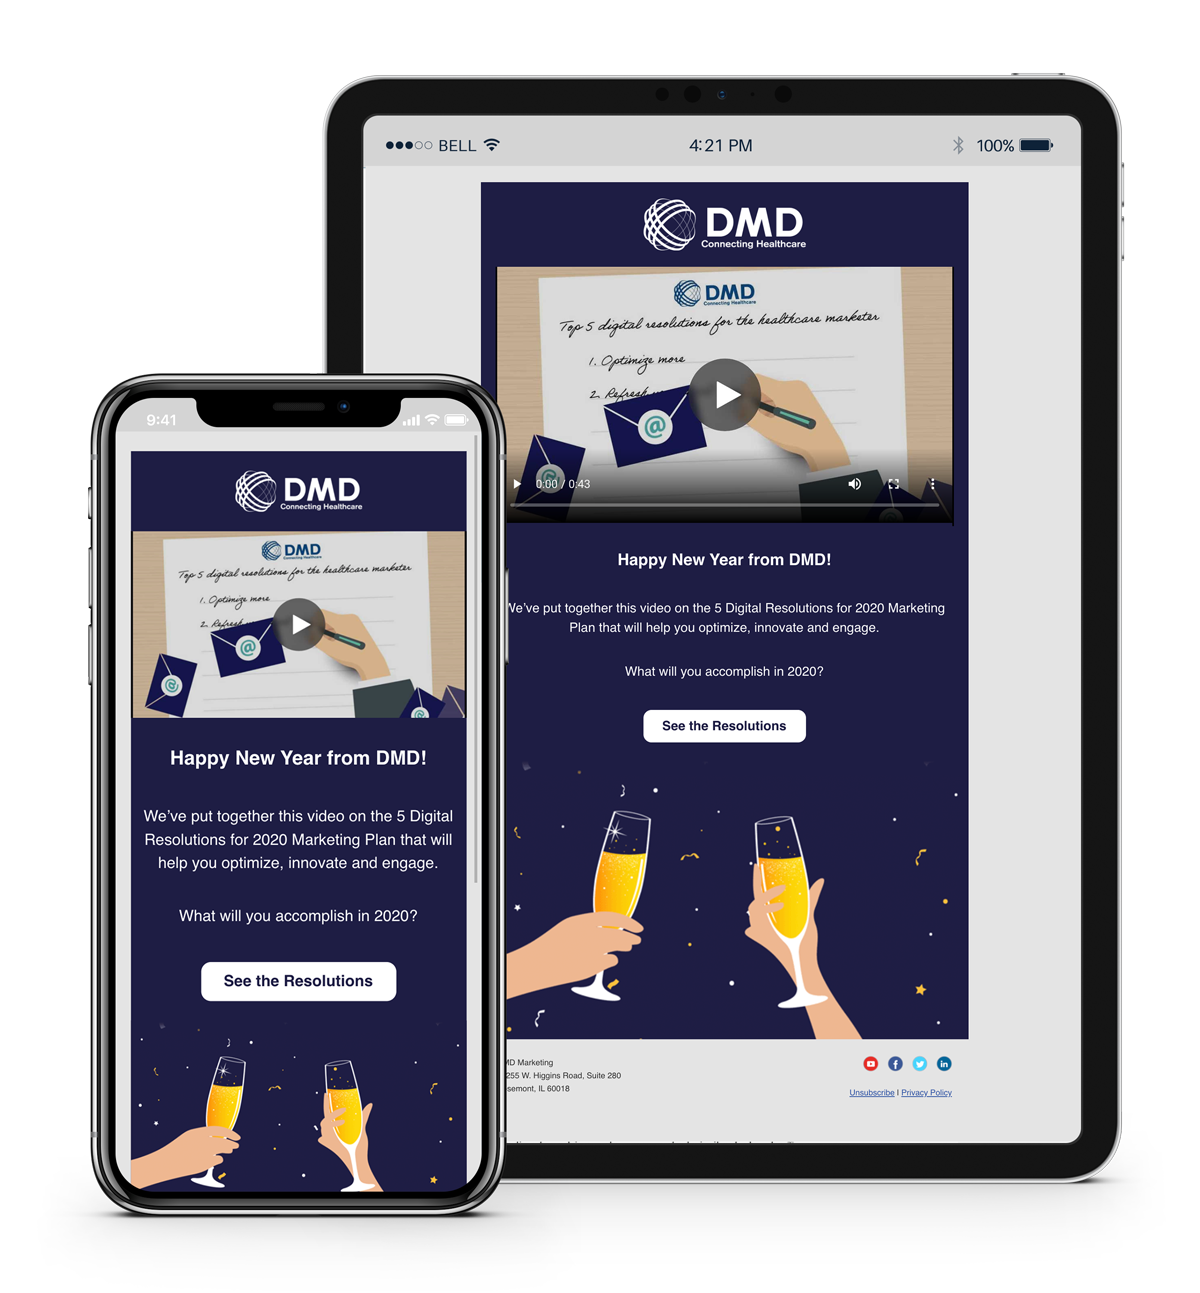 ●●●○○ BELL
4:21 PM
100%
DMD
Connecting Healthcare
DMD
Connecting Healthcare
Top 5 digital resolutions for the healthcare marketer
1. Optimize more
2. Refresh
@
@
0:00 / 0:43
Happy New Year from DMD!
We've put together this video on the 5 Digital Resolutions for 2020 Marketing
Plan that will help you optimize, innovate and engage.
What will you accomplish in 2020?
See the Resolutions
MD Marketing
255 W. Higgins Road, Suite 280
semont, IL 60018
Unsubscribe | Privacy Policy
9:41
DMD
Connecting Healthcare
DMD
Connecting Healthcare
Top 5 digital resolutions for the healthcare marketer
1. Optimize more
2. Refresh
@
@
@
Happy New Year from DMD!
We've put together this video on the 5 Digital
Resolutions for 2020 Marketing Plan that will
help you optimize, innovate and engage.
What will you accomplish in 2020?
See the Resolutions